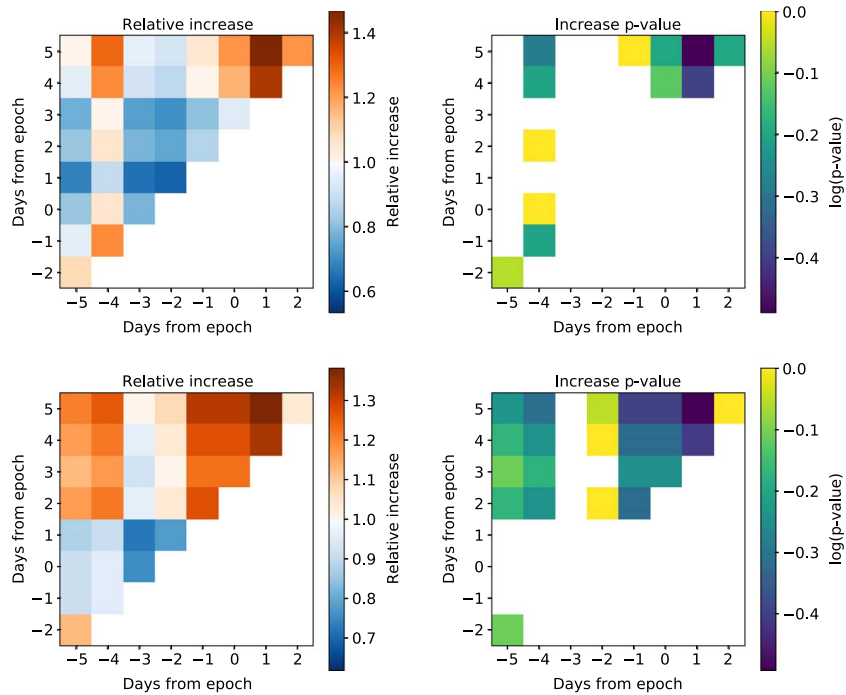 Relative increase
5
4
3
2
1
0
−1
−2
Days from epoch
−5 −4 −3 −2 −1 0 1 2
Days from epoch
1.4
1.2
1.0
0.8
0.6
Relative increase
Increase p-value
5
4
3
2
1
0
−1
−2
Days from epoch
−5 −4 −3 −2 −1 0 1 2
Days from epoch
0.0
−0.1
−0.2
−0.3
−0.4
log(p-value)
Relative increase
5
4
3
2
1
0
−1
−2
Days from epoch
−5 −4 −3 −2 −1 0 1 2
Days from epoch
1.3
1.2
1.1
1.0
0.9
0.8
0.7
Relative increase
Increase p-value
5
4
3
2
1
0
−1
−2
Days from epoch
−5 −4 −3 −2 −1 0 1 2
Days from epoch
0.0
−0.1
−0.2
−0.3
−0.4
log(p-value)